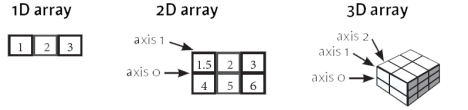 1D array
2D array
3D array
1 2 3
axis 1
axis 0
1.5 2 3
4 5 6
axis 2
axis 1
axis 0